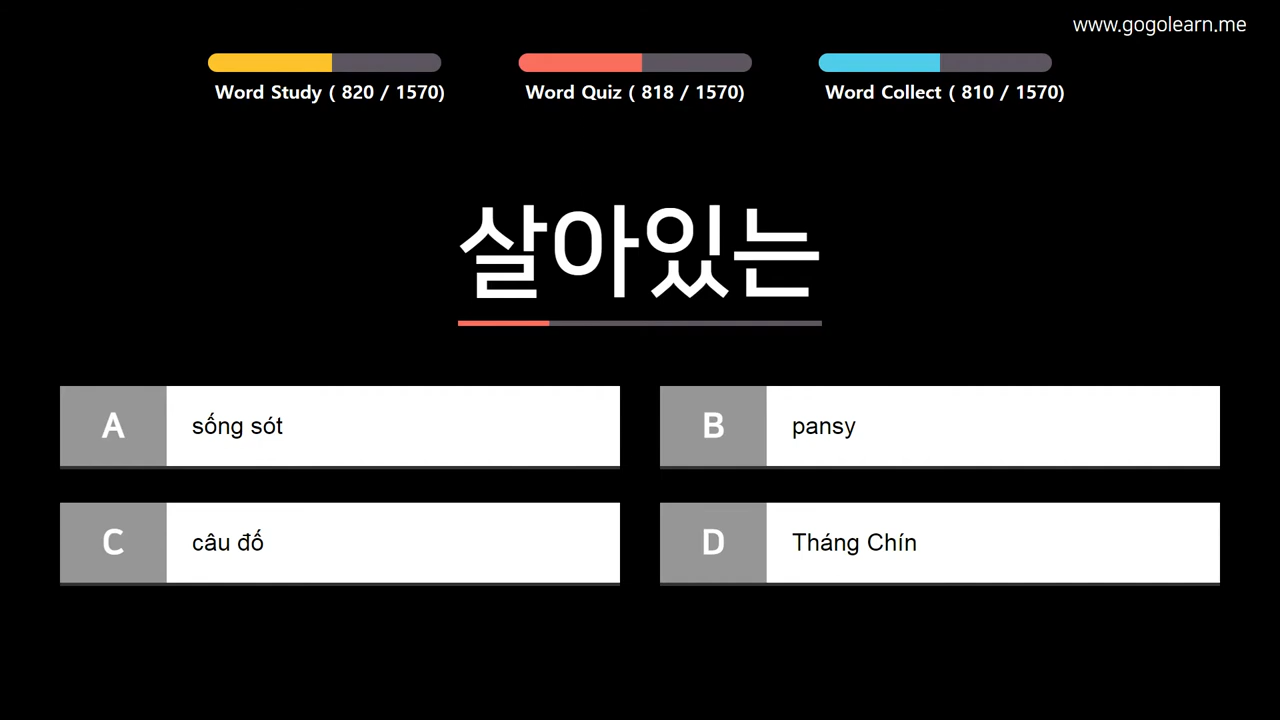 www.gogolearn.me
Word Study ( 820 / 1570)
Word Quiz ( 818 / 1570)
Word Collect ( 810 / 1570)
살아있는
A sống sót
B pansy
C câu đố
D Tháng Chín